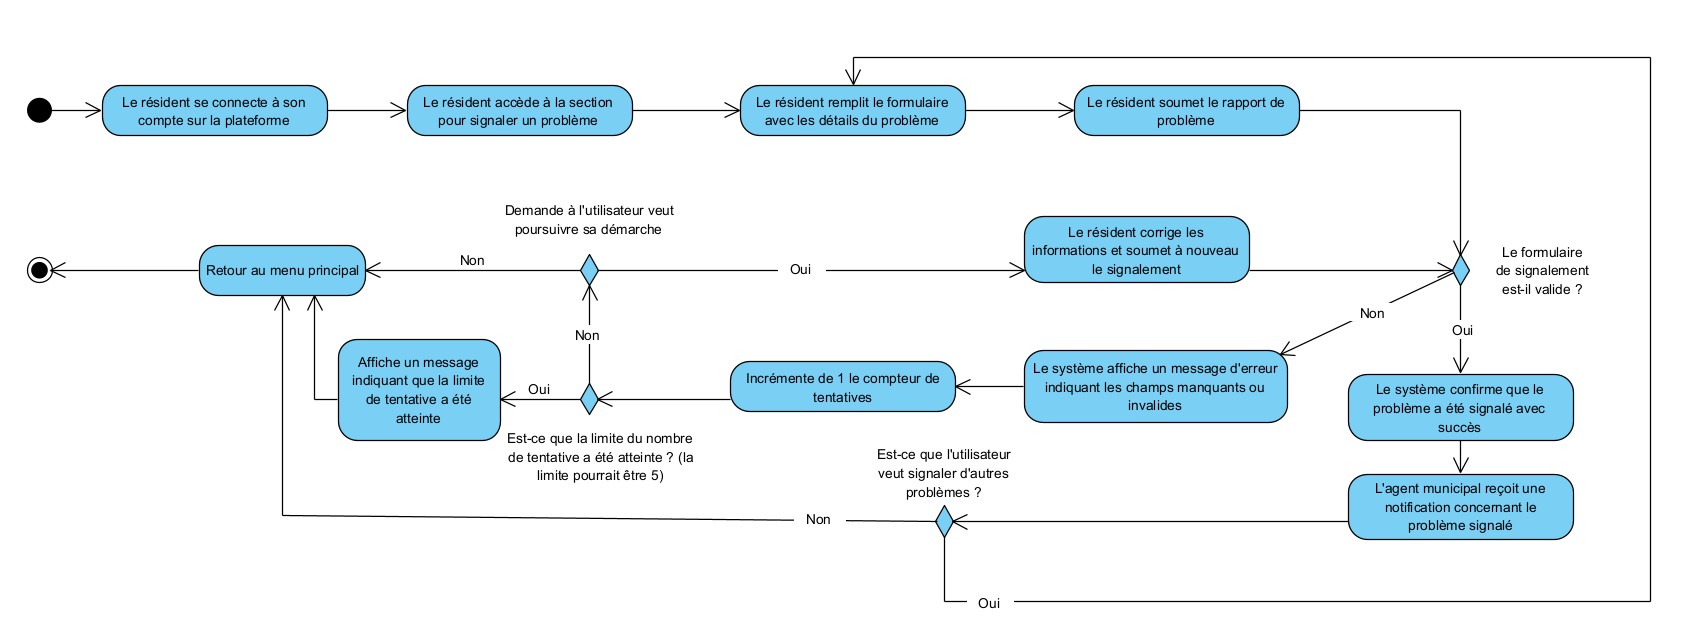 Le résident se connecte à son
compte sur la plateforme
Le résident accède à la section
pour signaler un problème
Le résident remplit le formulaire
avec les détails du problème
Le résident soumet le rapport de
problème
Demande à l'utilisateur veut
poursuivre sa démarche
Retour au menu principal
Non
Oui
Le résident corrige les
informations et soumet à nouveau
le signalement
Le formulaire
de signalement
est-il valide ?
Non
Oui
Non
Affiche un message
indiquant que la limite
de tentative a été
atteinte
Oui
Est-ce que la limite du nombre
de tentative a été atteinte ? (la
limite pourrait être 5)
Incrémente de 1 le compteur de
tentatives
Le système affiche un message d'erreur
indiquant les champs manquants ou
invalides
Le système confirme que le
problème a été signalé avec
succès
Est-ce que l'utilisateur
veut signaler d'autres
problèmes ?
L'agent municipal reçoit une
notification concernant le
problème signalé
Non
Oui